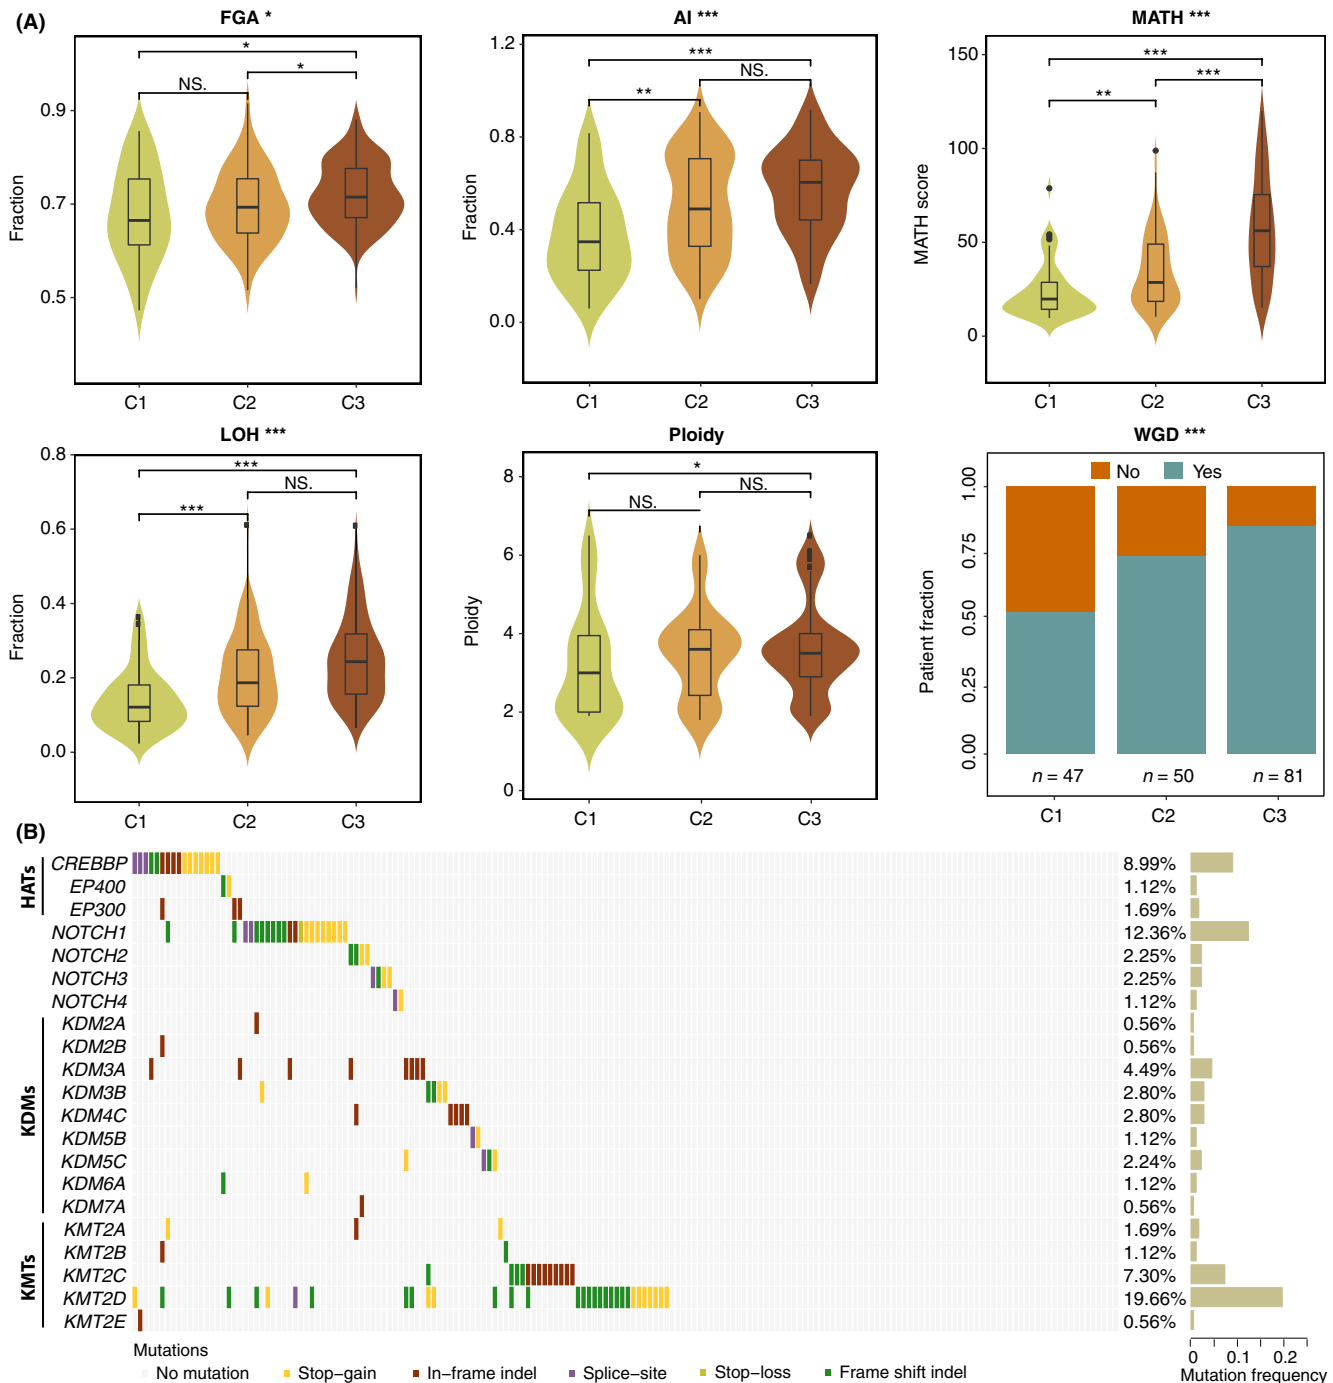 (A)
FGA *
Fraction
0.9
0.7
0.5
*
*
NS.
C1 C2 C3
AI ***
Fraction
1.2
0.8
0.4
0.0
***
NS.
**
C1 C2 C3
MATH ***
MATH score
150
100
50
0
***
***
**
C1 C2 C3
LOH ***
Fraction
0.8
0.6
0.4
0.2
0.0
***
NS.
***
C1 C2 C3
Ploidy
Ploidy
8
6
4
2
0
*
NS.
NS.
C1 C2 C3
WGD ***
Patient fraction
1.00
0.75
0.50
0.25
0.00
No Yes
n = 47 n = 50 n = 81
C1 C2 C3
(B)
HATs
CREBBP 8.99%
EP400 1.12%
EP300 1.69%
NOTCH1 12.36%
NOTCH2 2.25%
NOTCH3 2.25%
NOTCH4 1.12%
KDMs
KDM2A 0.56%
KDM2B 0.56%
KDM3A 4.49%
KDM3B 2.80%
KDM4C 2.80%
KDM5B 1.12%
KDM5C 2.24%
KDM6A 1.12%
KDM7A 0.56%
KMTs
KMT2A 1.69%
KMT2B 1.12%
KMT2C 7.30%
KMT2D 19.66%
KMT2E 0.56%
0 0.1 0.2
Mutation frequency
Mutations
No mutation Stop−gain In−frame indel Splice−site Stop−loss Frame shift indel